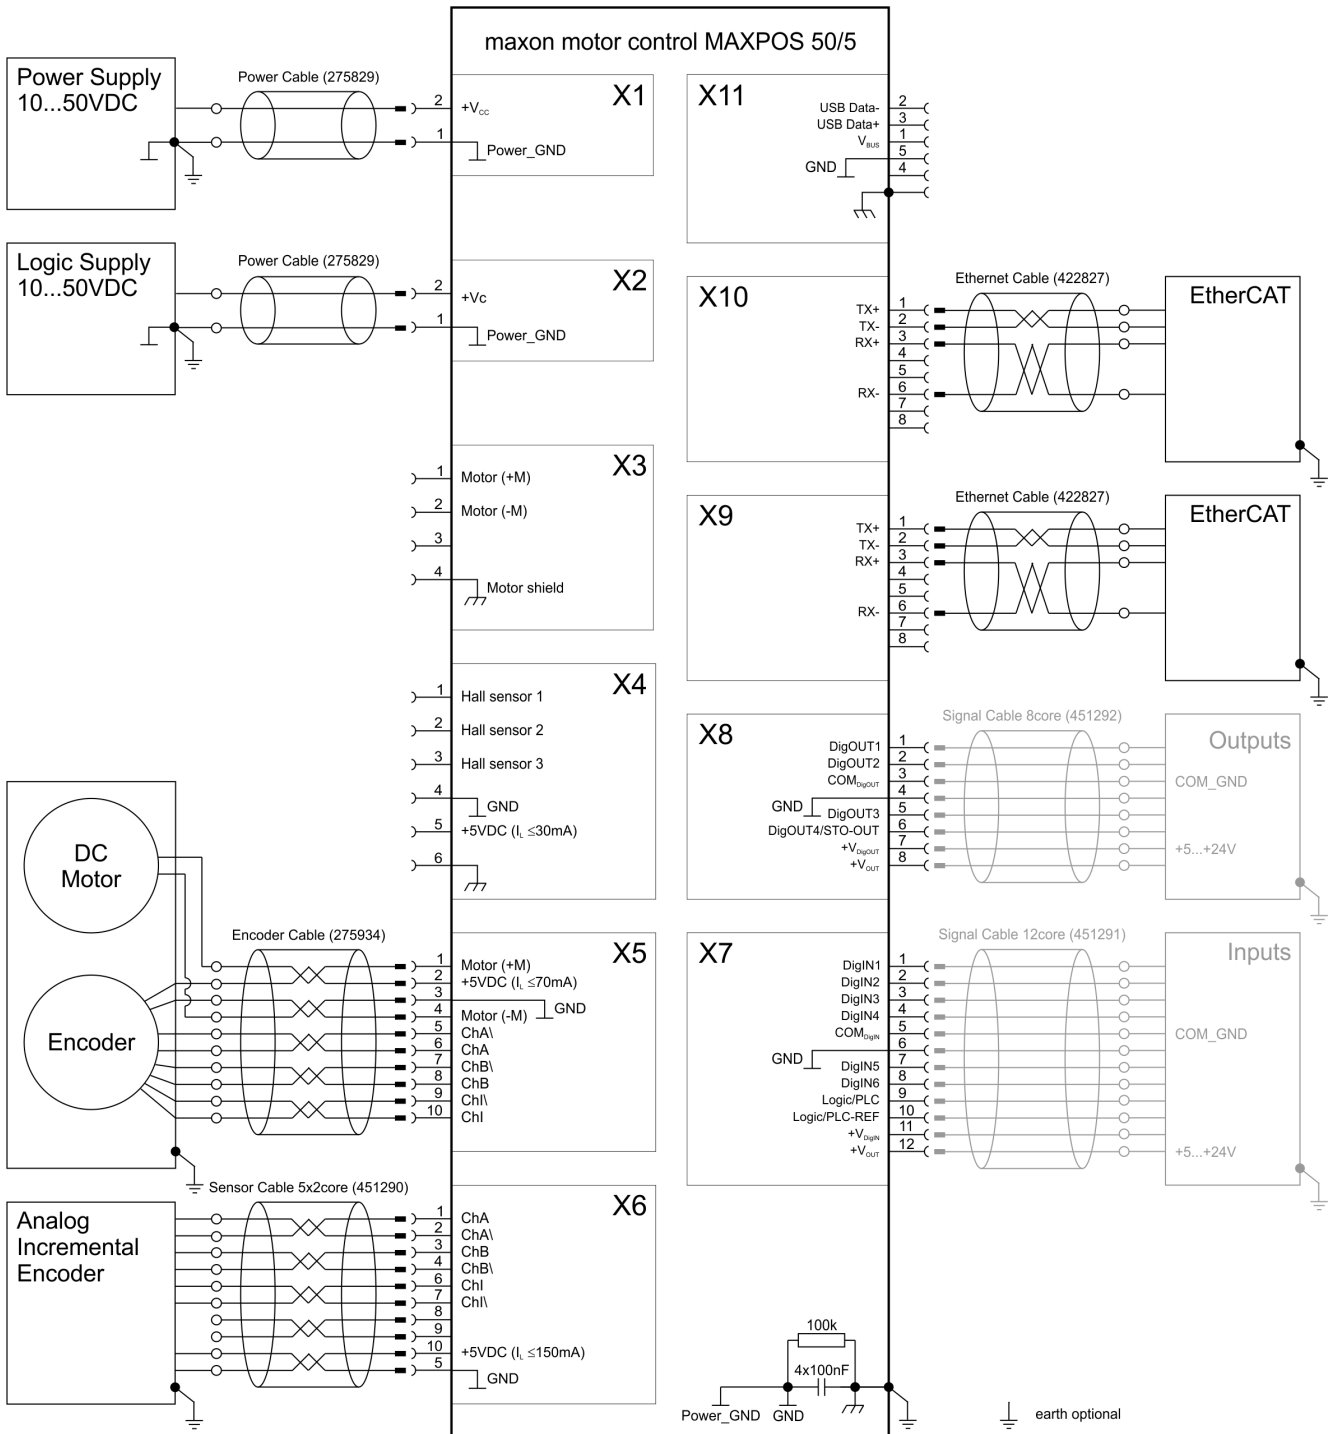 maxon motor control MAXPOS 50/5
Power Supply
10...50VDC
Power Cable (275829)
X1
2
+Vcc
1
Power_GND
Logic Supply
10...50VDC
Power Cable (275829)
X2
2
+Vc
1
Power_GND
X3
1
Motor (+M)
2
Motor (-M)
3
4
Motor shield
X4
1
Hall sensor 1
2
Hall sensor 2
3
Hall sensor 3
4
GND
5
+5VDC (IL ≤30mA)
6
DC
Motor
Encoder
Encoder Cable (275934)
X5
1
Motor (+M)
2
+5VDC (IL ≤70mA)
3
GND
4
Motor (-M)
5
ChA\
6
ChA
7
ChB\
8
ChB
9
ChI\
10
ChI
Analog
Incremental
Encoder
Sensor Cable 5x2core (451290)
X6
1
ChA
2
ChA\
3
ChB
4
ChB\
6
ChI
7
ChI\
8
9
10
+5VDC (IL ≤150mA)
5
GND
X11
USB Data-
2
USB Data+
3
VBUS
1
GND
5
4
X10
TX+
1
TX-
2
RX+
3
4
5
RX-
6
7
8
Ethernet Cable (422827)
EtherCAT
X9
TX+
1
TX-
2
RX+
3
4
5
RX-
6
7
8
Ethernet Cable (422827)
EtherCAT
X8
DigOUT1
1
DigOUT2
2
COMDigOUT
3
GND
4
DigOUT3
5
DigOUT4/STO-OUT
6
+VDigOUT
7
+VOUT
8
Signal Cable 8core (451292)
Outputs
COM_GND
+5...+24V
X7
DigIN1
1
DigIN2
2
DigIN3
3
DigIN4
4
COMDigIN
5
GND
6
DigIN5
7
DigIN6
8
Logic/PLC
9
Logic/PLC-REF
10
+VDigIN
11
+VOUT
12
Signal Cable 12core (451291)
Inputs
COM_GND
+5...+24V
100k
4x100nF
Power_GND
GND
earth optional